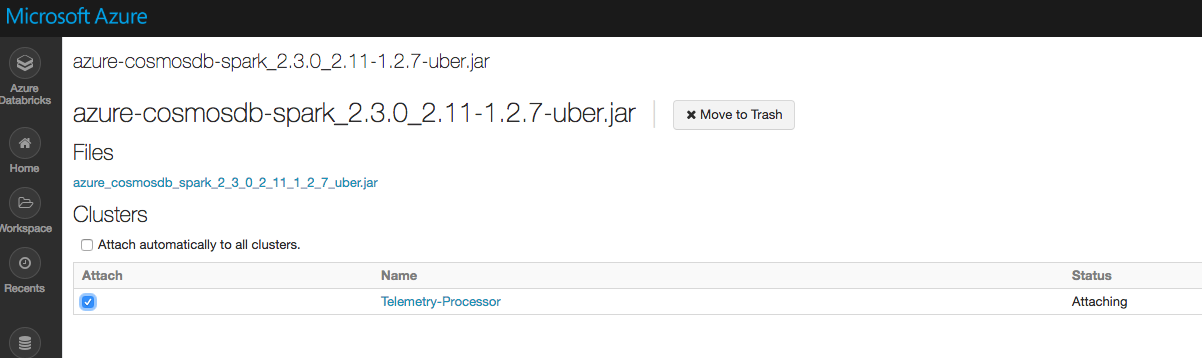 Microsoft Azure
azure-cosmosdb-spark_2.3.0_2.11-1.2.7-uber.jar
Azure
Databricks
azure-cosmosdb-spark_2.3.0_2.11-1.2.7-uber.jar
✖ Move to Trash
Home
Files
azure_cosmosdb_spark_2_3_0_2_11_1_2_7_uber.jar
Clusters
Workspace
Attach automatically to all clusters.
Recents
Attach Name Status
Telemetry-Processor Attaching